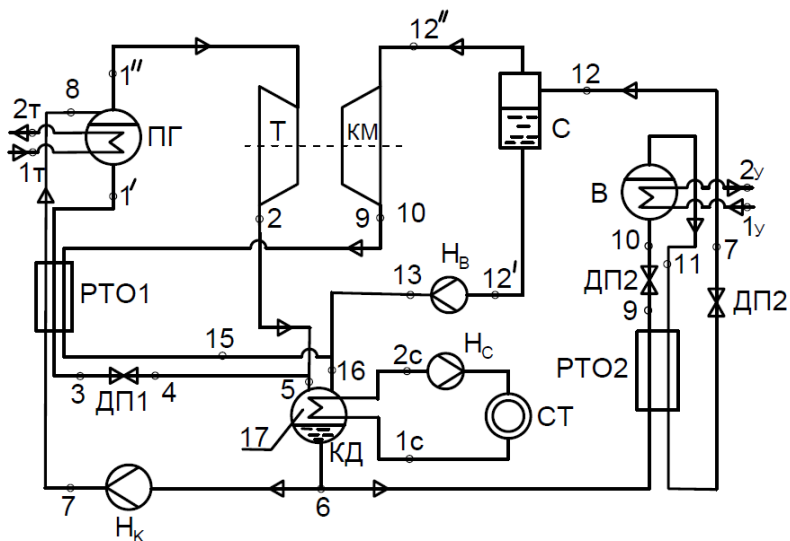 12″
1″
8
12
2т
ПГ
Т
КМ
С
1т
1′
В
2у
1у
2
9
10
10
11
7
Нв
ДП2
13
12′
ДП2
РТО1
9
15
РТО2
2с
Нс
3
4
5
16
ДП1
СТ
17
КД
1с
7
6
Нк